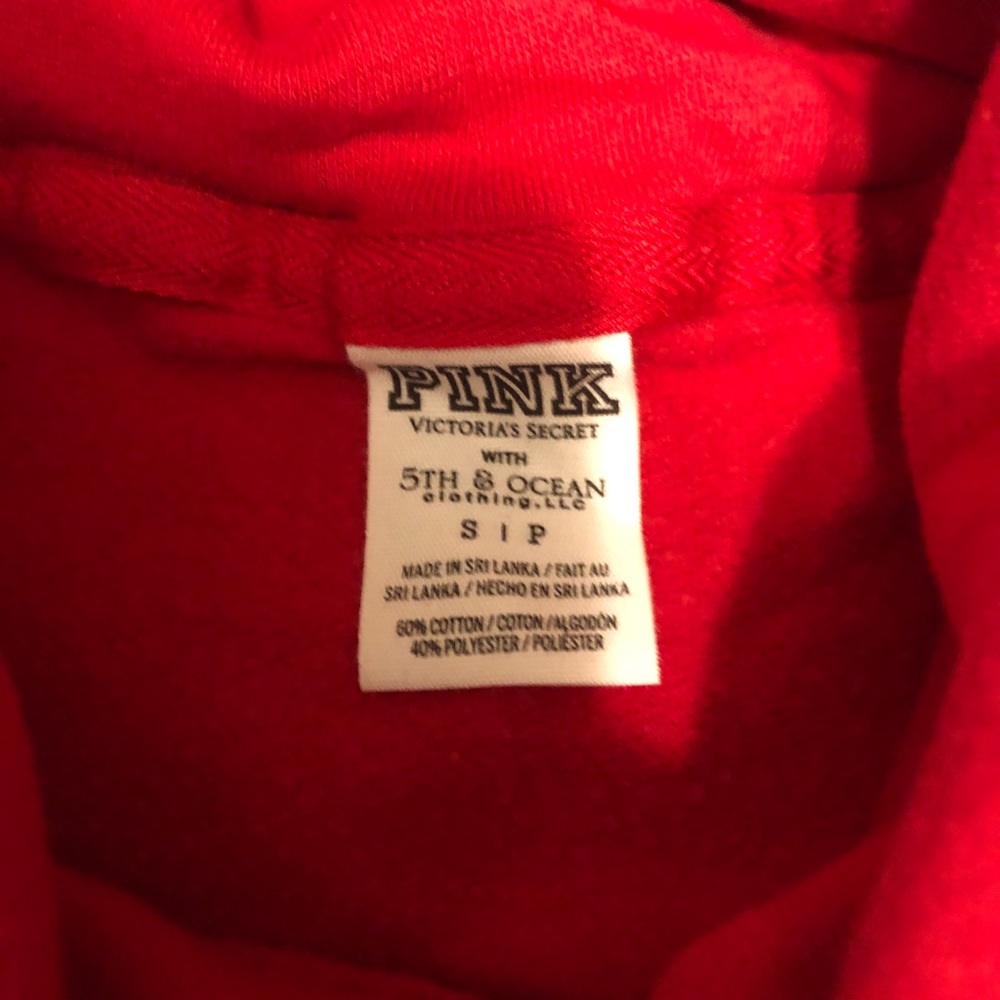 PINK
VICTORIA'S SECRET
WITH
5TH & OCEAN
clothing, LLC
S | P
MADE IN SRI LANKA / FAIT AU
SRI LANKA / HECHO EN SRI LANKA
60% COTTON / COTON / ALGODÓN
40% POLYESTER / POLIÉSTER